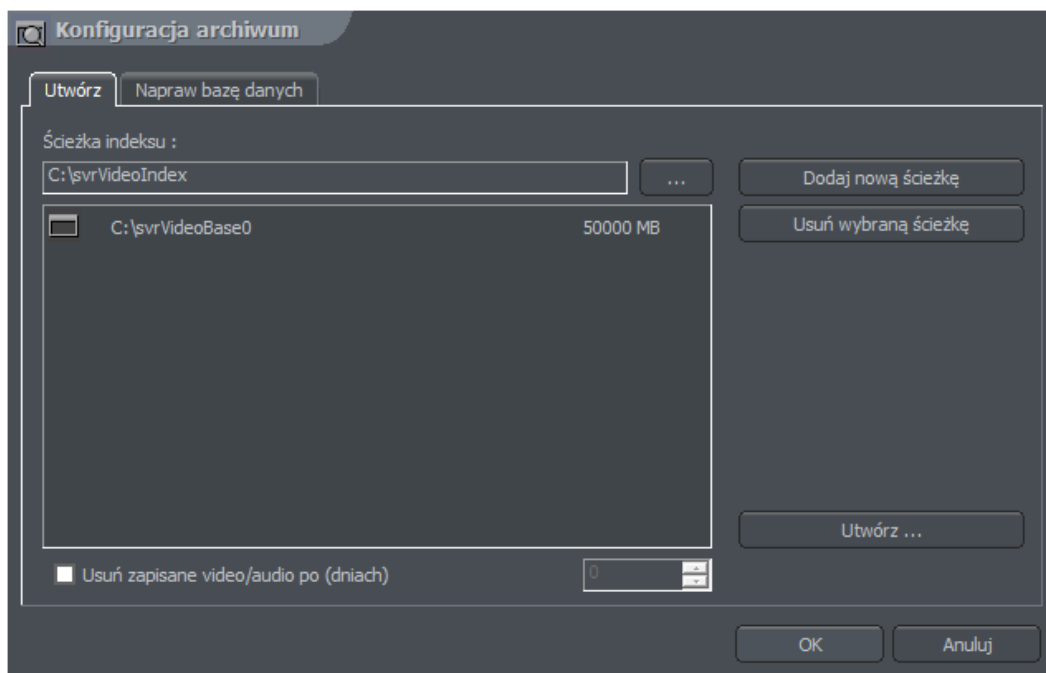 Konfiguracja archiwum
Utwórz Napraw bazę danych
Ścieżka indeksu :
C:\svrVideoIndex ... Dodaj nową ścieżkę
C:\svrVideoBase0 50000 MB Usuń wybraną ścieżkę
Utwórz ...
Usuń zapisane video/audio po (dniach) 0
OK Anuluj